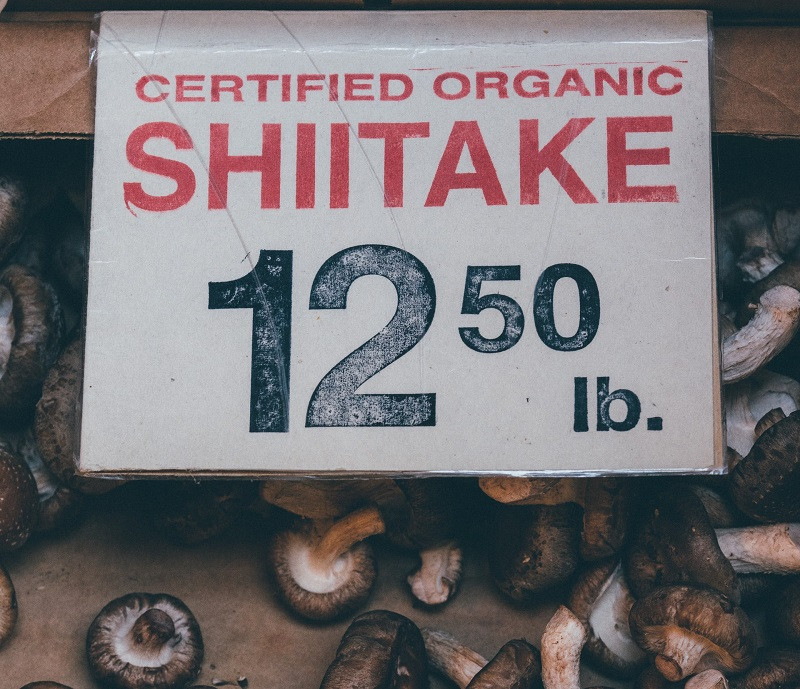 CERTIFIED ORGANIC
SHIITAKE
12 50
lb.